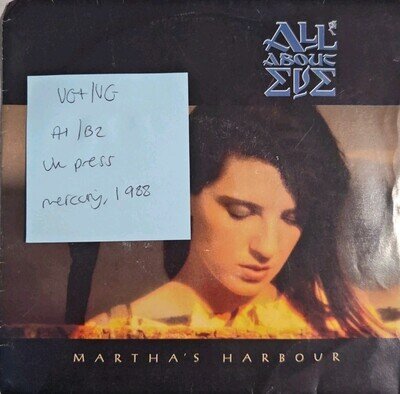 ALL
ABOUT
EVE
VG+/VG
A1/B2
UK press
mercury, 1988
MARTHA'S HARBOUR